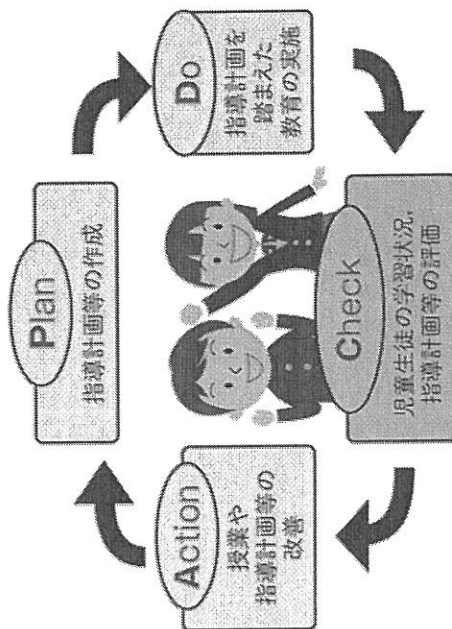 Plan
指導計画等の作成
Do
指導計画を
踏まえた
教育の実施
Check
児童生徒の学習状況,
指導計画等の評価
Action
授業や
指導計画等の
改善